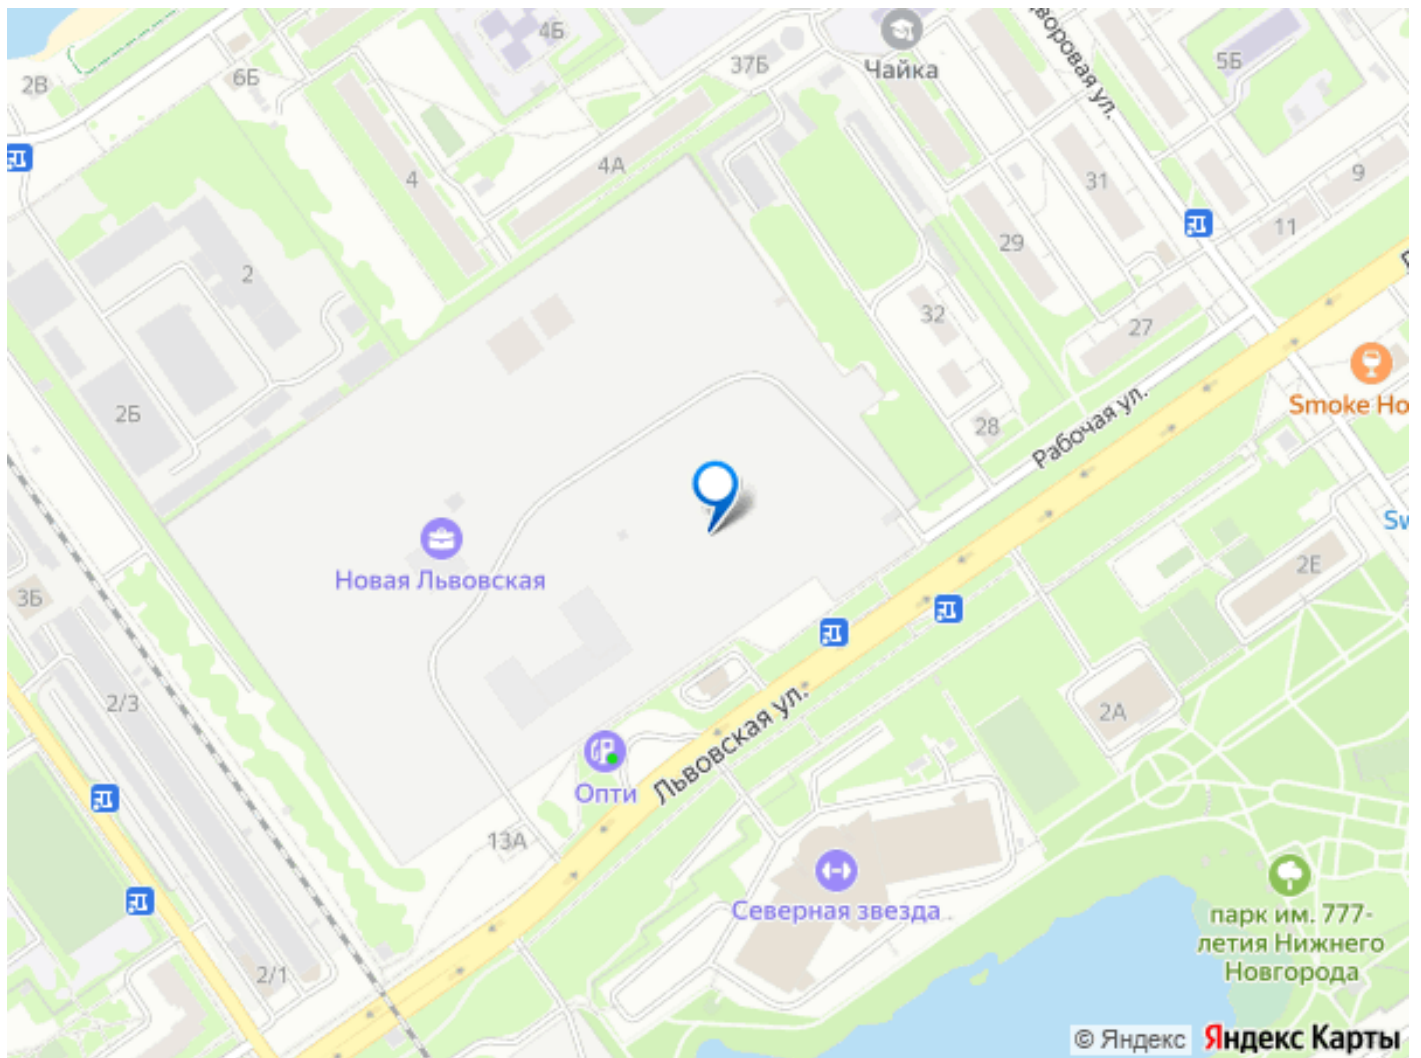 4Б
воровая ул.
2В
6Б
37Б
Чайка
5Б
4
4А
31
9
2
29
11
32
27
2Б
28
Рабочая ул.
Smoke Ho
Sw
Новая Львовская
2Е
3Б
2/3
2А
Львовская ул.
Опти
13А
Северная звезда
парк им. 777-
летия Нижнего
Новгорода
2/1
© Яндекс Яндекс Карты